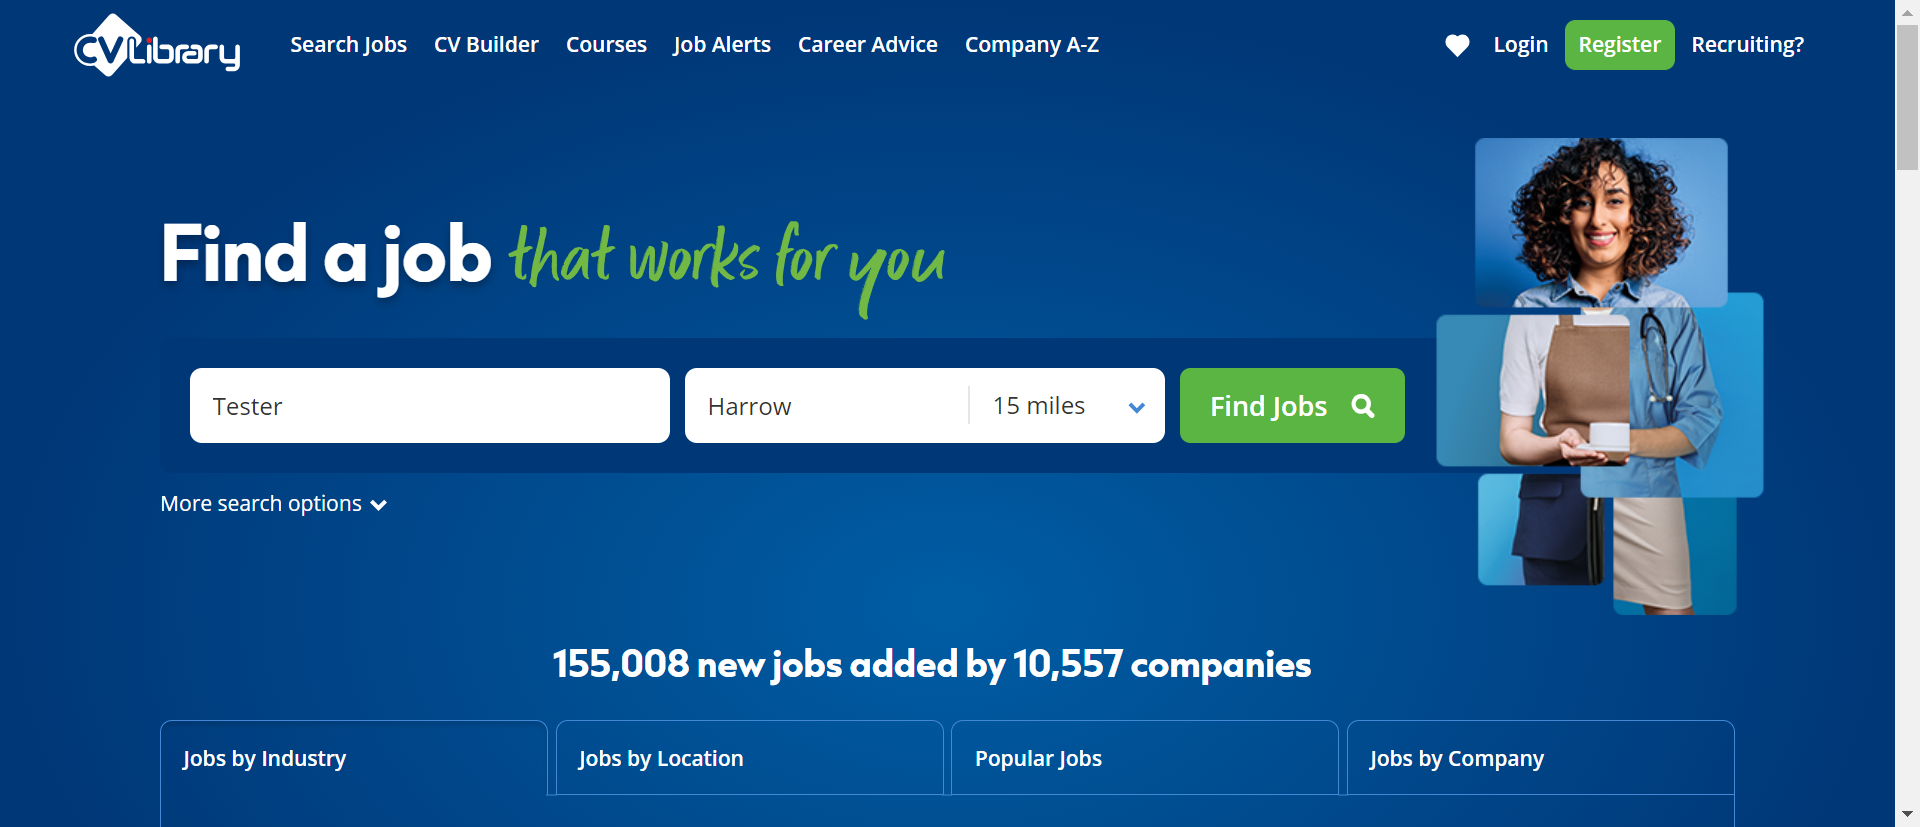 CVLibrary
Search Jobs CV Builder Courses Job Alerts Career Advice Company A-Z Login Register Recruiting?
Find a job that works for you
Tester Harrow 15 miles Find Jobs
More search options
155,008 new jobs added by 10,557 companies
Jobs by Industry Jobs by Location Popular Jobs Jobs by Company